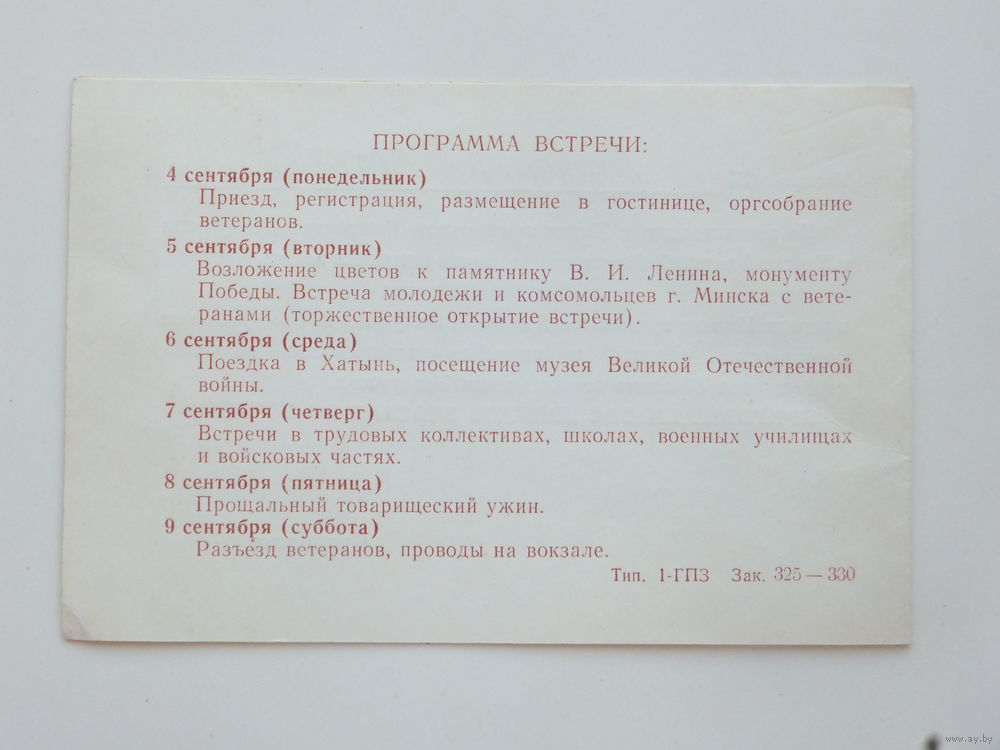 ПРОГРАММА ВСТРЕЧИ:
4 сентября (понедельник)
Приезд, регистрация, размещение в гостинице, оргсобрание
ветеранов.
5 сентября (вторник)
Возложение цветов к памятнику В. И. Ленина, монументу
Победы. Встреча молодежи и комсомольцев г. Минска с вете-
ранами (торжественное открытие встречи).
6 сентября (среда)
Поездка в Хатынь, посещение музея Великой Отечественной
войны.
7 сентября (четверг)
Встречи в трудовых коллективах, школах, военных училищах
и войсковых частях.
8 сентября (пятница)
Прощальный товарищеский ужин.
9 сентября (суббота)
Разъезд ветеранов, проводы на вокзале.
Тип. 1-ГПЗ Зак. 325—330
www.ay.by